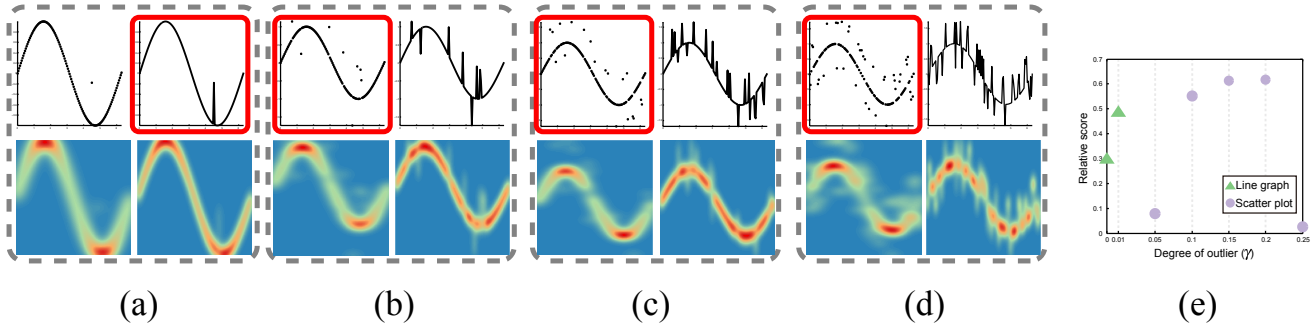 0.7
0.6
0.5
0.4
0.3
0.2
0.1
0
Relative score
Line graph
Scatter plot
0 0.01 0.05 0.1 0.15 0.2 0.25
Degree of outlier (γ)
(a) (b) (c) (d) (e)